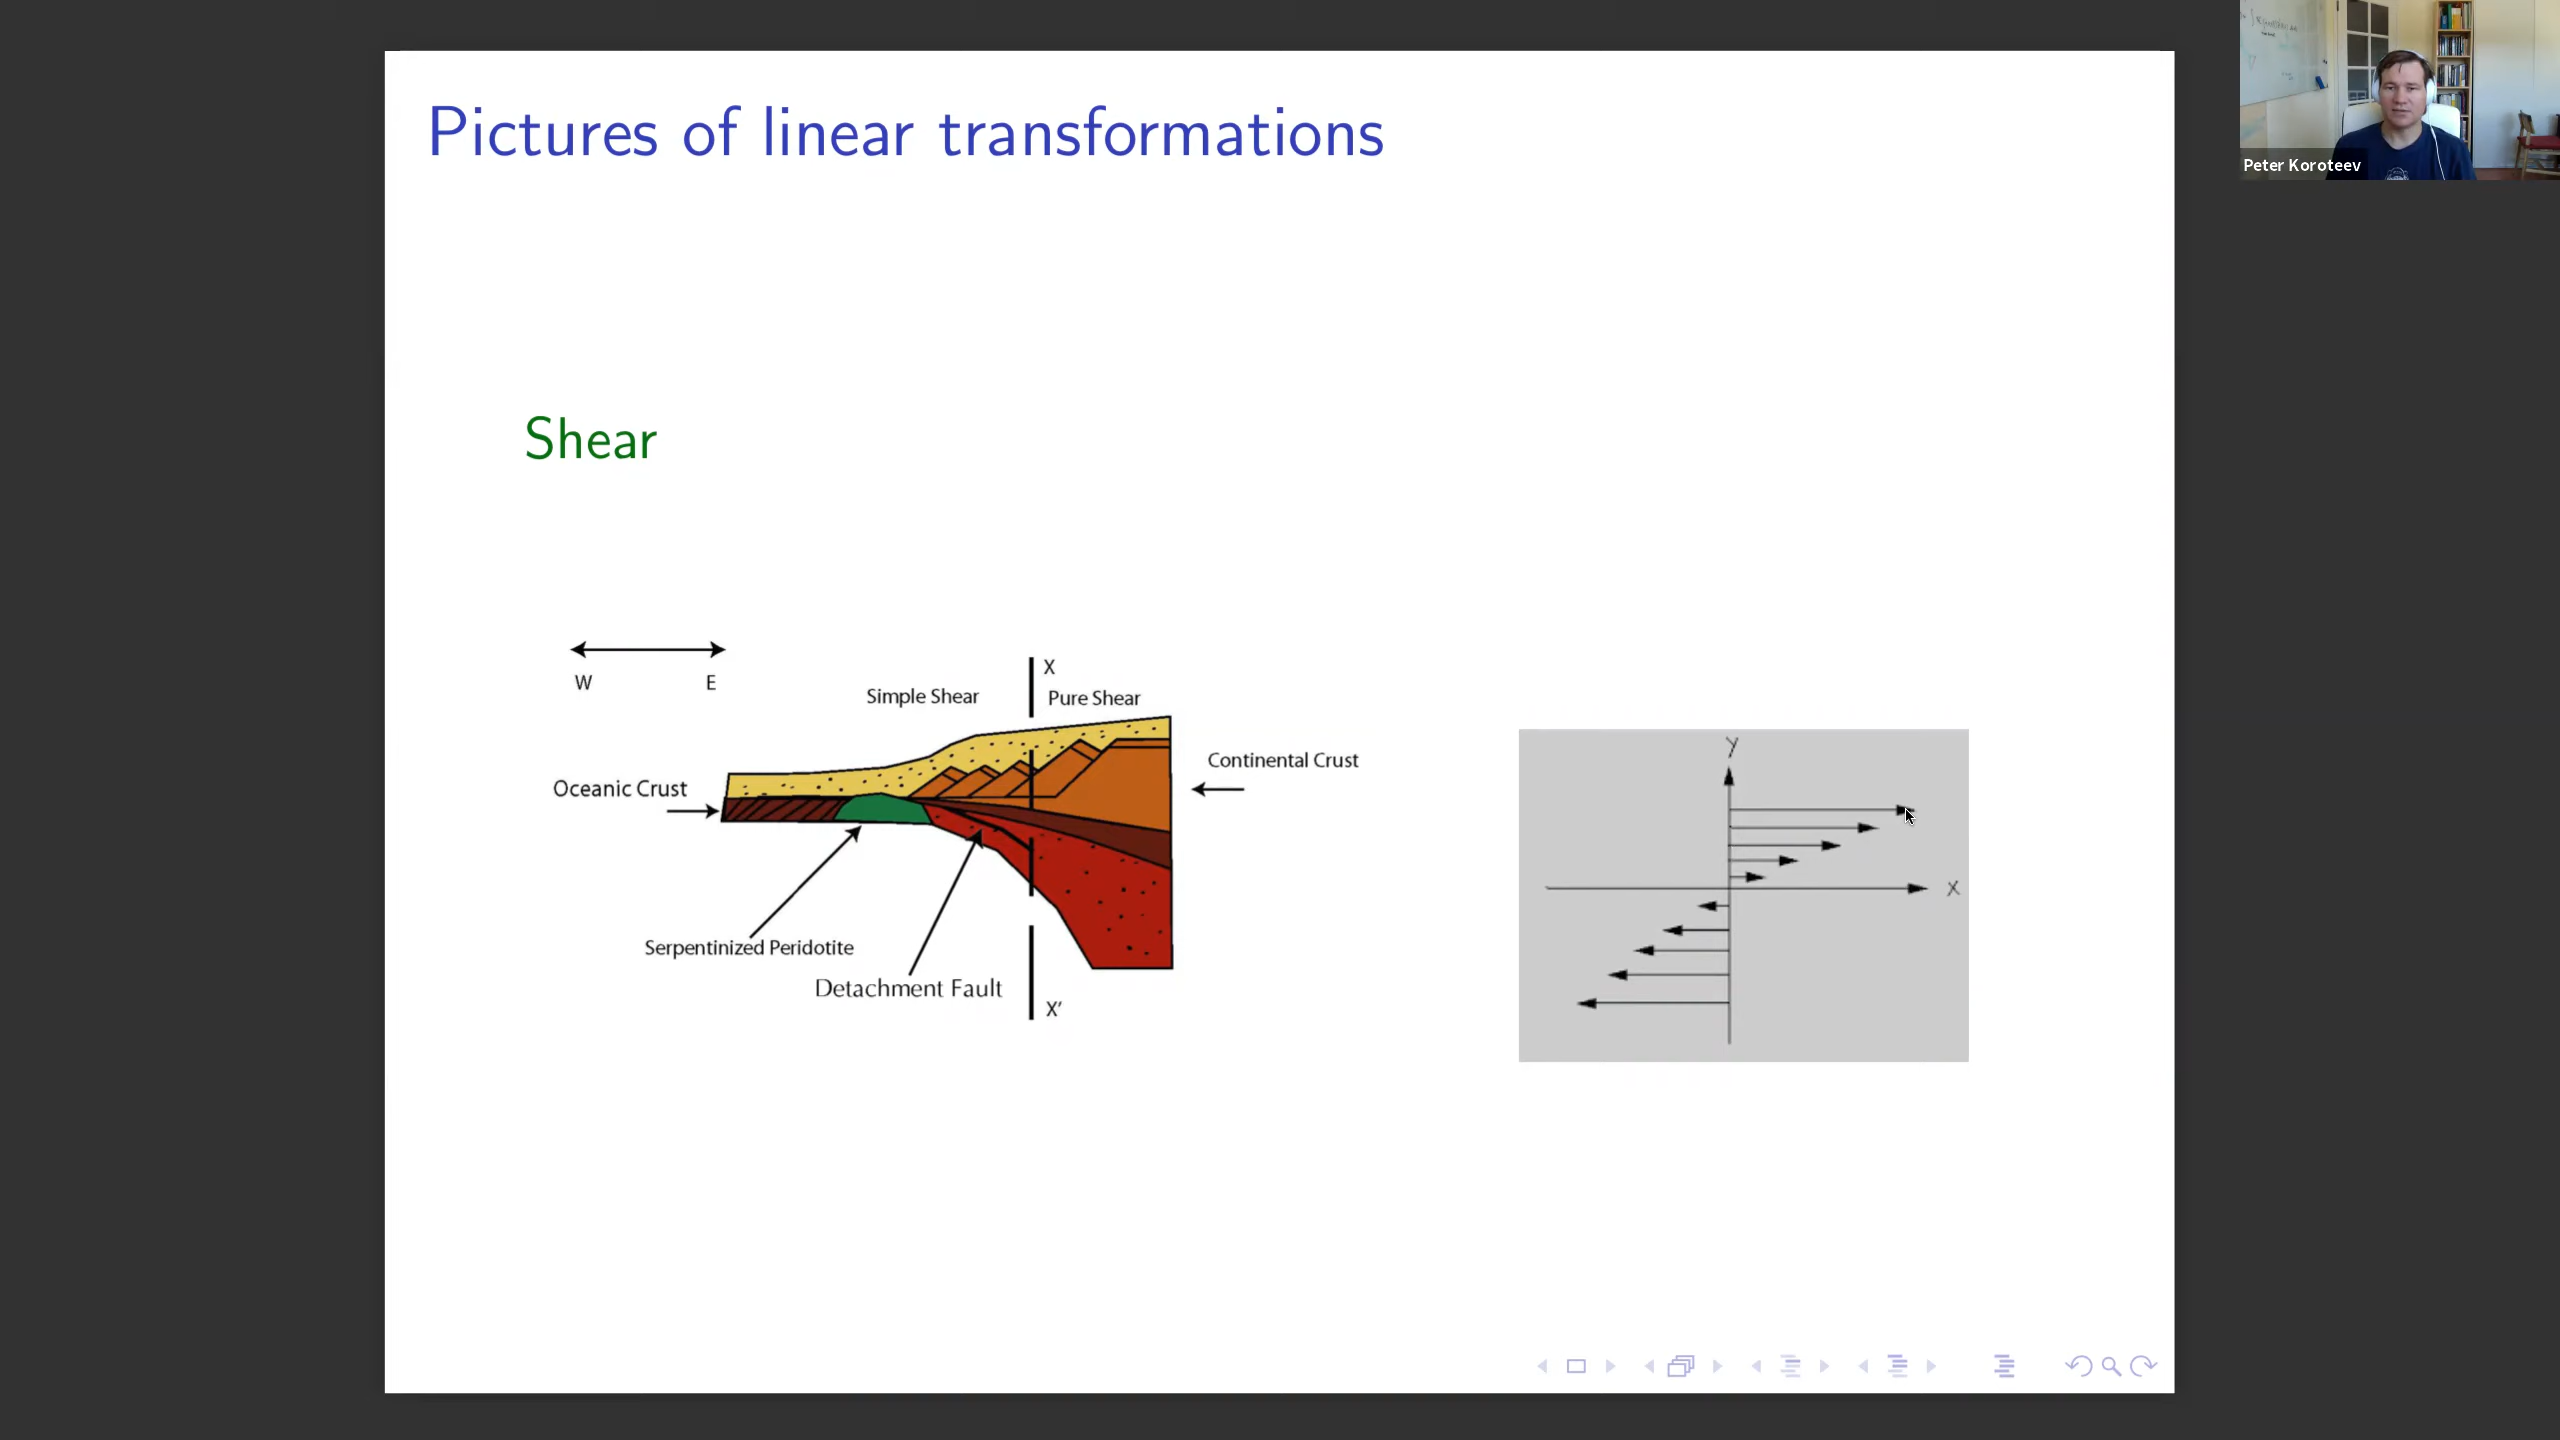 Peter Koroteev
Pictures of linear transformations
Shear
W E
X
Simple Shear Pure Shear
Oceanic Crust
Continental Crust
Serpentinized Peridotite
Detachment Fault
X'
y
x